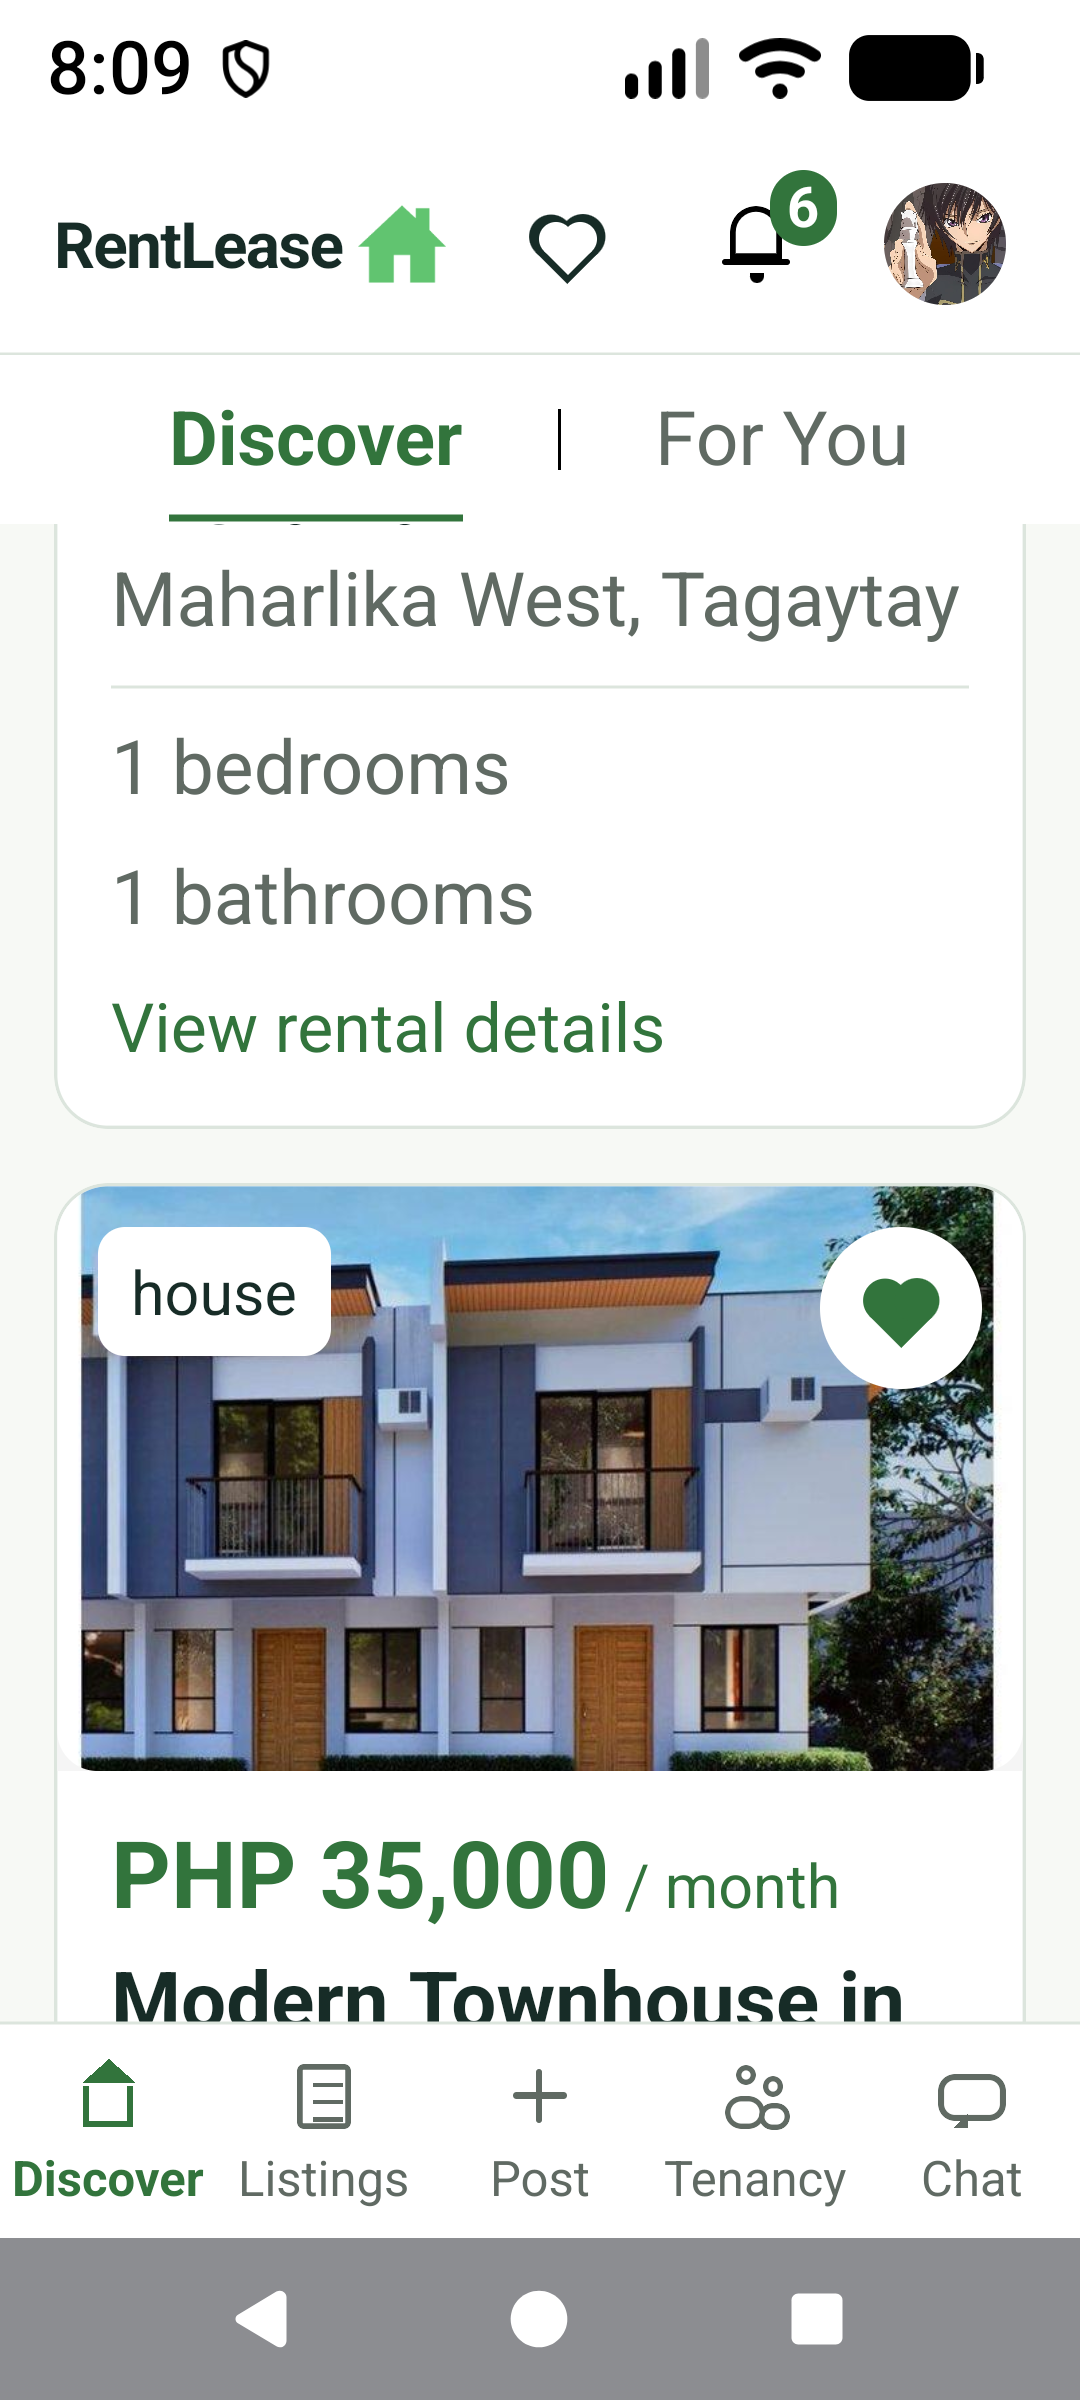 8:09
RentLease
6
Discover
For You
Maharlika West, Tagaytay
1 bedrooms
1 bathrooms
View rental details
house
PHP 35,000 / month
Modern Townhouse in
Discover
Listings
Post
Tenancy
Chat